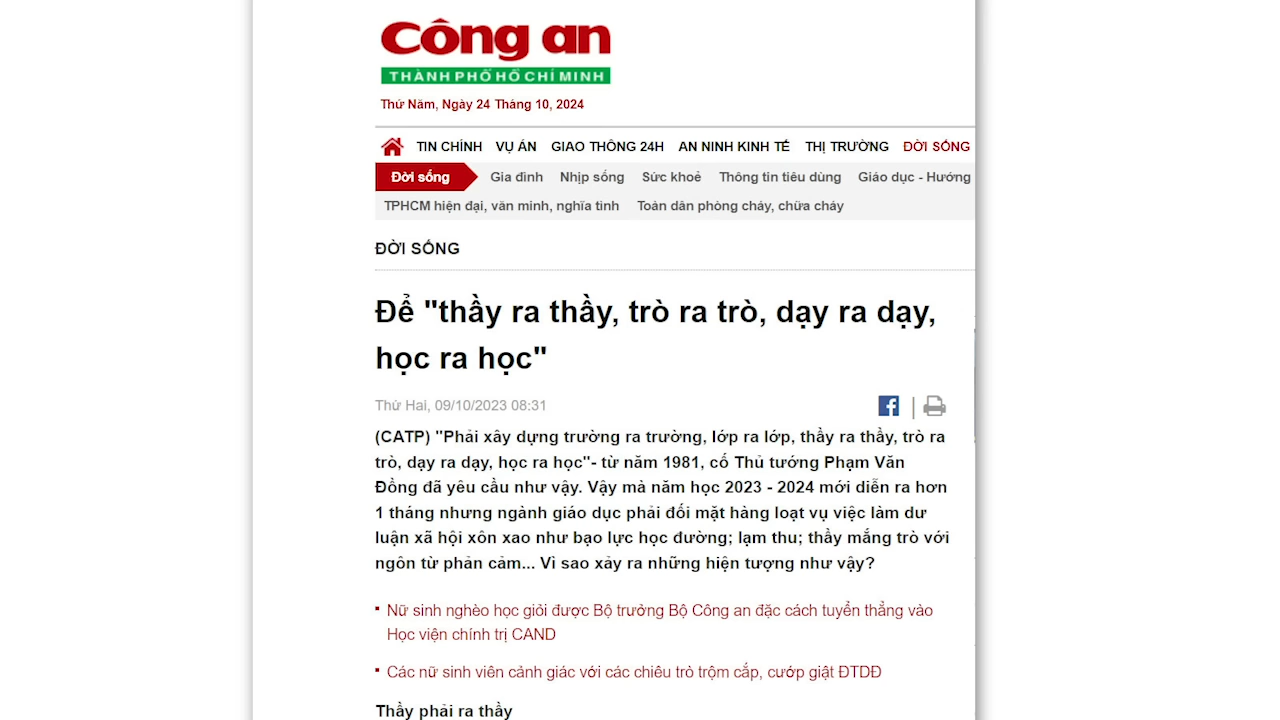 Công an
THÀNH PHỐ HỒ CHÍ MINH
Thứ Năm, Ngày 24 Tháng 10, 2024
TIN CHÍNH VỤ ÁN GIAO THÔNG 24H AN NINH KINH TẾ THỊ TRƯỜNG ĐỜI SỐNG
Đời sống Gia đình Nhịp sống Sức khoẻ Thông tin tiêu dùng Giáo dục - Hướng
TPHCM hiện đại, văn minh, nghĩa tình Toàn dân phòng cháy, chữa cháy
ĐỜI SỐNG
Để "thầy ra thầy, trò ra trò, dạy ra dạy,
học ra học"
Thứ Hai, 09/10/2023 08:31
(CATP) "Phải xây dựng trường ra trường, lớp ra lớp, thầy ra thầy, trò ra
trò, dạy ra dạy, học ra học"- từ năm 1981, cố Thủ tướng Phạm Văn
Đồng đã yêu cầu như vậy. Vậy mà năm học 2023 - 2024 mới diễn ra hơn
1 tháng nhưng ngành giáo dục phải đối mặt hàng loạt vụ việc làm dư
luận xã hội xôn xao như bạo lực học đường; lạm thu; thầy mắng trò với
ngôn từ phản cảm... Vì sao xảy ra những hiện tượng như vậy?
Nữ sinh nghèo học giỏi được Bộ trưởng Bộ Công an đặc cách tuyển thẳng vào
Học viện chính trị CAND
Các nữ sinh viên cảnh giác với các chiêu trò trộm cắp, cướp giật ĐTDĐ
Thầy phải ra thầy